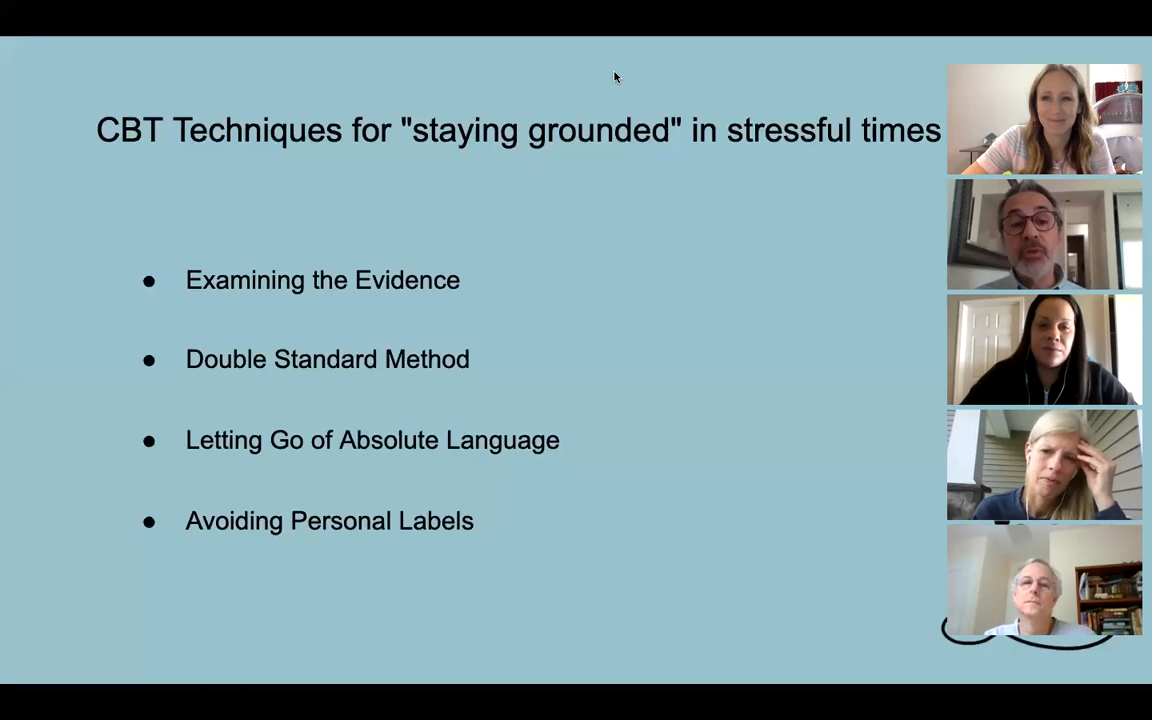 CBT Techniques for "staying grounded" in stressful times
● Examining the Evidence
● Double Standard Method
● Letting Go of Absolute Language
● Avoiding Personal Labels